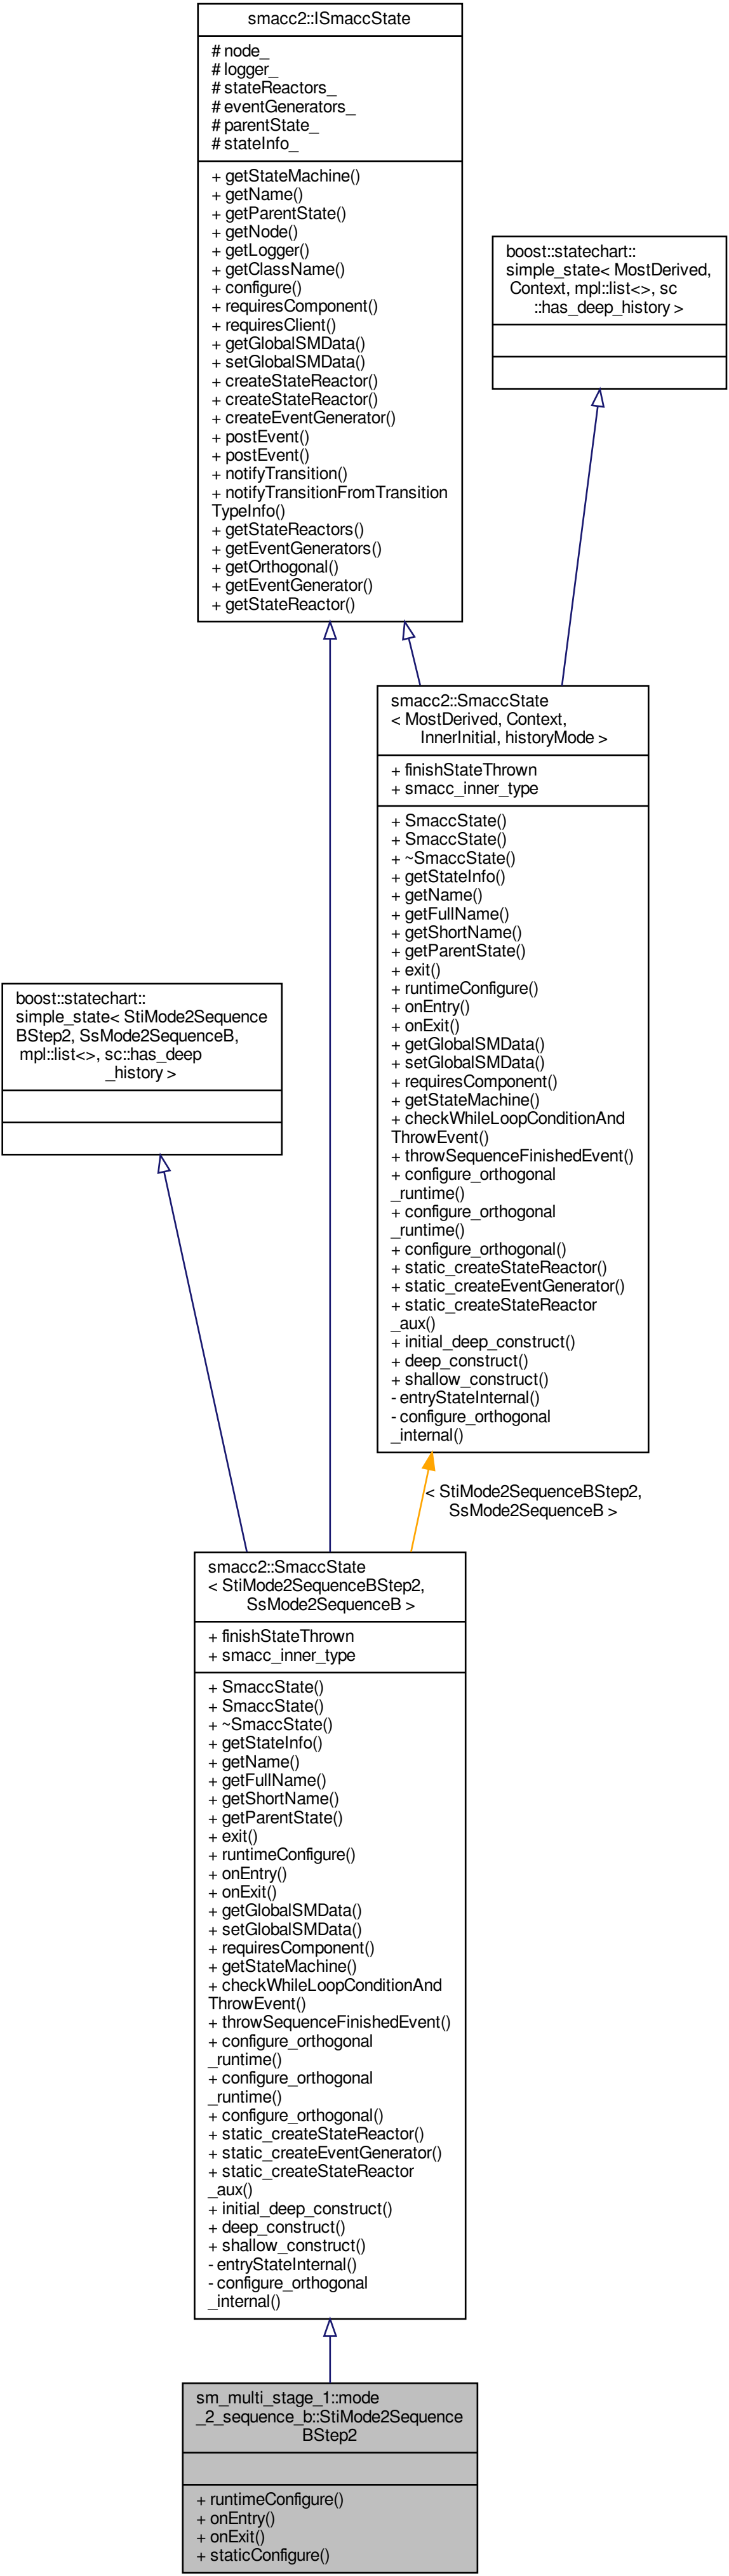 smacc2::ISmaccState
# node_
# logger_
# stateReactors_
# eventGenerators_
# parentState_
# stateInfo_
+ getStateMachine()
+ getName()
+ getParentState()
+ getNode()
+ getLogger()
+ getClassName()
+ configure()
+ requiresComponent()
+ requiresClient()
+ getGlobalSMData()
+ setGlobalSMData()
+ createStateReactor()
+ createStateReactor()
+ createEventGenerator()
+ postEvent()
+ postEvent()
+ notifyTransition()
+ notifyTransitionFromTransition
TypeInfo()
+ getStateReactors()
+ getEventGenerators()
+ getOrthogonal()
+ getEventGenerator()
+ getStateReactor()
boost::statechart::
simple_state< MostDerived,
Context, mpl::list<>, sc
::has_deep_history >
smacc2::SmaccState
< MostDerived, Context,
InnerInitial, historyMode >
+ finishStateThrown
+ smacc_inner_type
+ SmaccState()
+ SmaccState()
+ ~SmaccState()
+ getStateInfo()
+ getName()
+ getFullName()
+ getShortName()
+ getParentState()
+ exit()
+ runtimeConfigure()
+ onEntry()
+ onExit()
+ getGlobalSMData()
+ setGlobalSMData()
+ requiresComponent()
+ getStateMachine()
+ checkWhileLoopConditionAnd
ThrowEvent()
+ throwSequenceFinishedEvent()
+ configure_orthogonal
_runtime()
+ configure_orthogonal
_runtime()
+ configure_orthogonal()
+ static_createStateReactor()
+ static_createEventGenerator()
+ static_createStateReactor
_aux()
+ initial_deep_construct()
+ deep_construct()
+ shallow_construct()
- entryStateInternal()
- configure_orthogonal
_internal()
boost::statechart::
simple_state< StiMode2Sequence
BStep2, SsMode2SequenceB,
mpl::list<>, sc::has_deep
_history >
< StiMode2SequenceBStep2,
SsMode2SequenceB >
smacc2::SmaccState
< StiMode2SequenceBStep2,
SsMode2SequenceB >
+ finishStateThrown
+ smacc_inner_type
+ SmaccState()
+ SmaccState()
+ ~SmaccState()
+ getStateInfo()
+ getName()
+ getFullName()
+ getShortName()
+ getParentState()
+ exit()
+ runtimeConfigure()
+ onEntry()
+ onExit()
+ getGlobalSMData()
+ setGlobalSMData()
+ requiresComponent()
+ getStateMachine()
+ checkWhileLoopConditionAnd
ThrowEvent()
+ throwSequenceFinishedEvent()
+ configure_orthogonal
_runtime()
+ configure_orthogonal
_runtime()
+ configure_orthogonal()
+ static_createStateReactor()
+ static_createEventGenerator()
+ static_createStateReactor
_aux()
+ initial_deep_construct()
+ deep_construct()
+ shallow_construct()
- entryStateInternal()
- configure_orthogonal
_internal()
sm_multi_stage_1::mode
_2_sequence_b::StiMode2Sequence
BStep2
+ runtimeConfigure()
+ onEntry()
+ onExit()
+ staticConfigure()